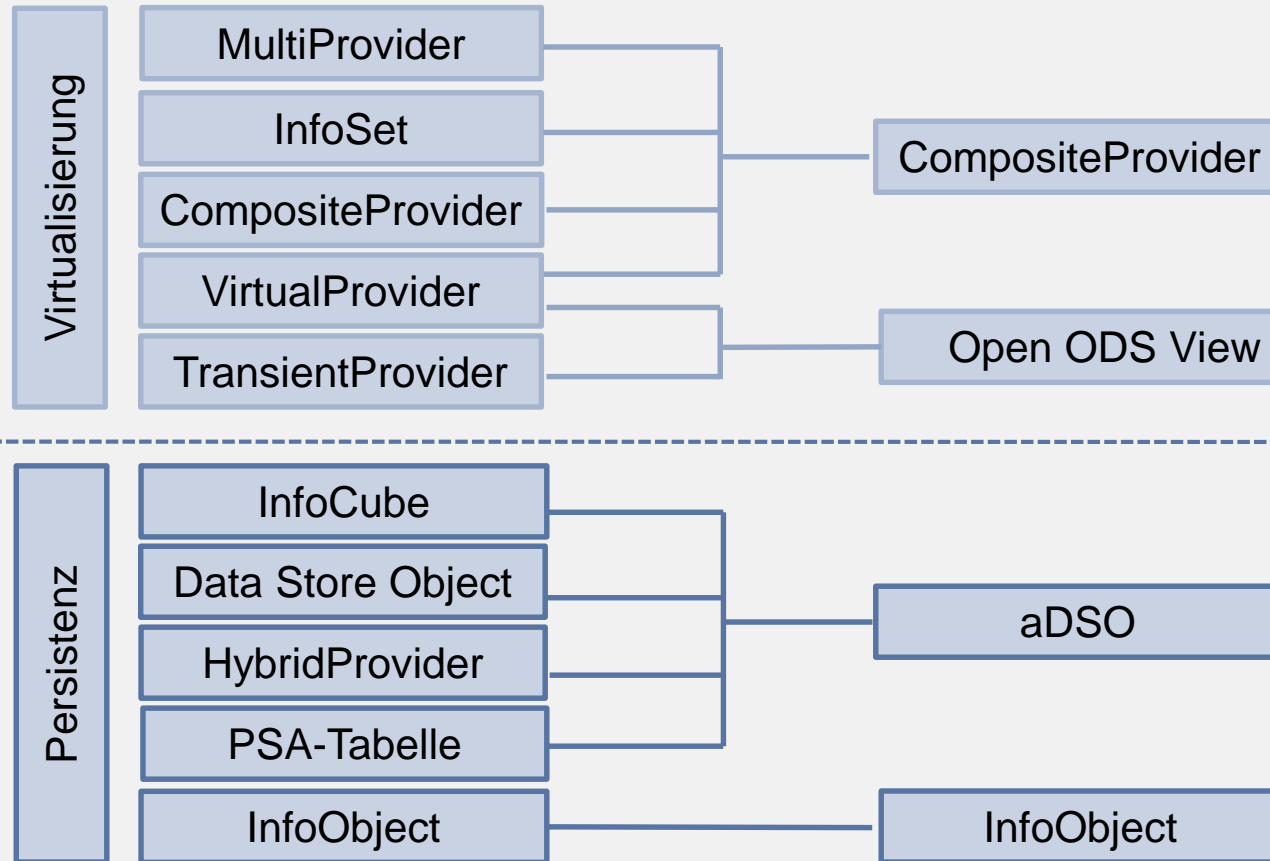 Virtualisierung
MultiProvider
InfoSet
CompositeProvider
VirtualProvider
TransientProvider
CompositeProvider
Open ODS View
Persistenz
InfoCube
Data Store Object
HybridProvider
PSA-Tabelle
InfoObject
aDSO
InfoObject